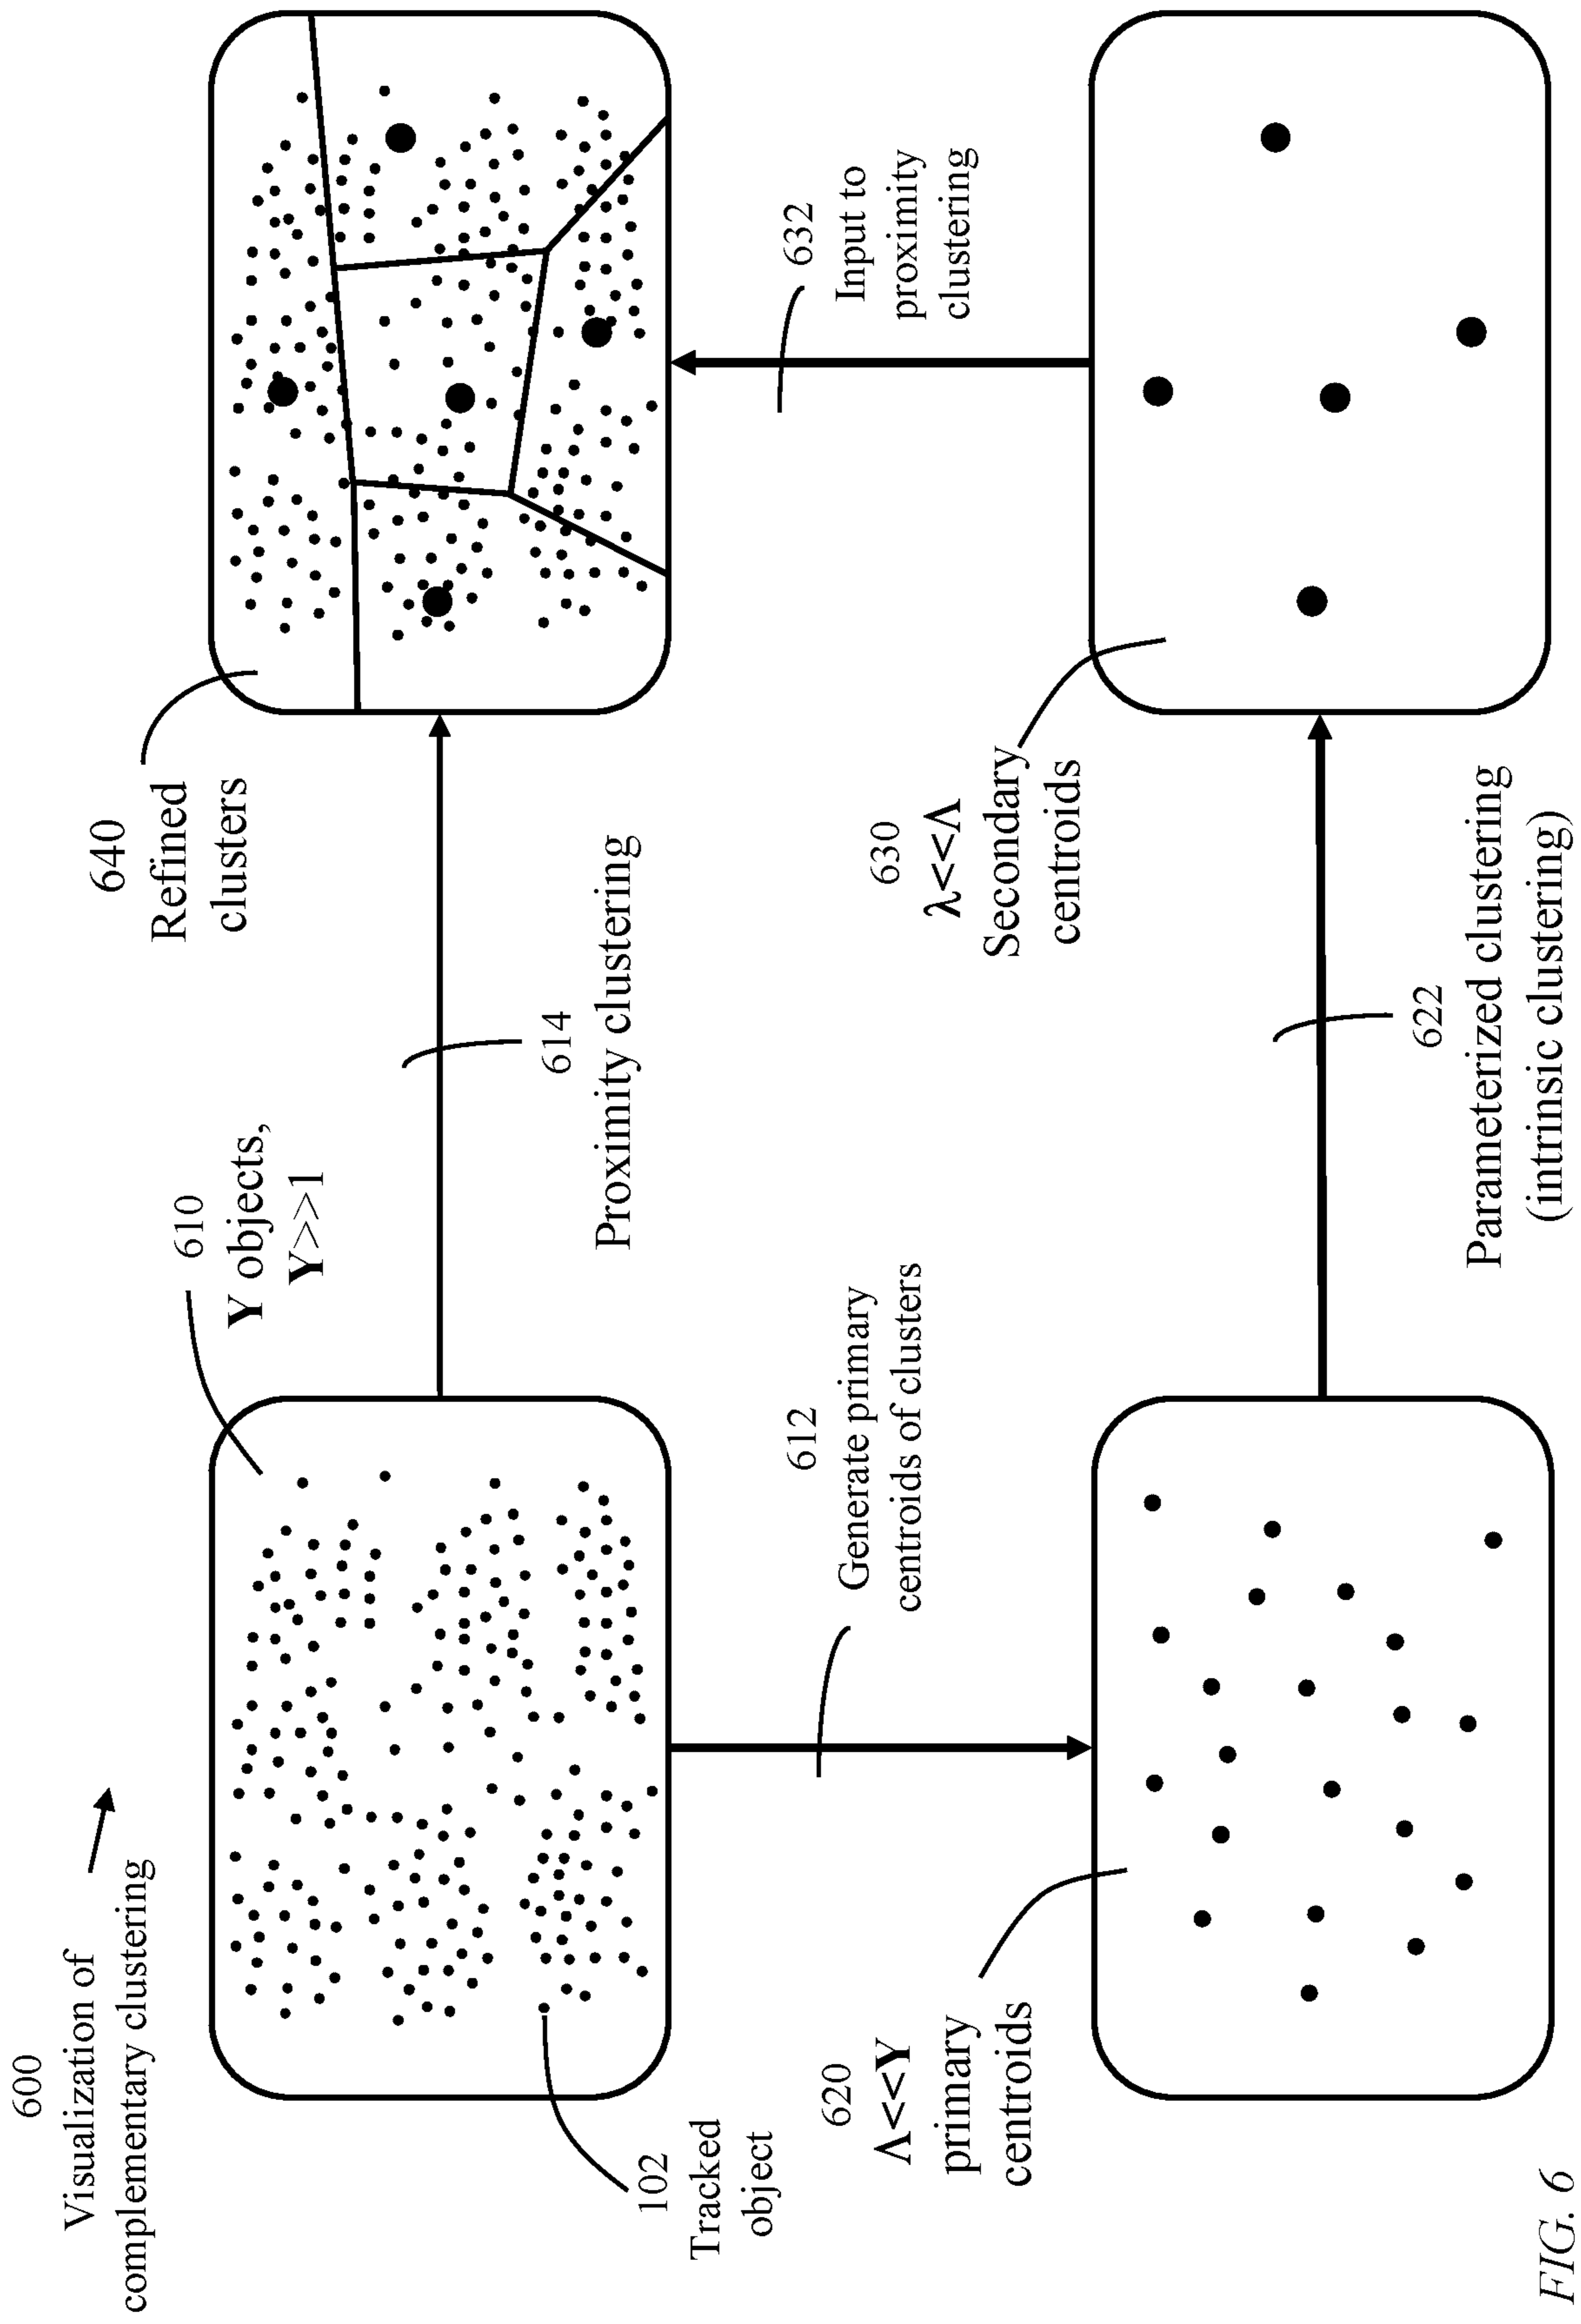 600
Visualization of
complementary clustering
610
Y objects,
Y>>1
102
Tracked
object
614
Proximity clustering
640
Refined
clusters
612
Generate primary
centroids of clusters
632
Input to
proximity
clustering
620
Λ<<Y
primary
centroids
630
λ<<Λ
Secondary
centroids
622
Parameterized clustering
(intrinsic clustering)
FIG. 6